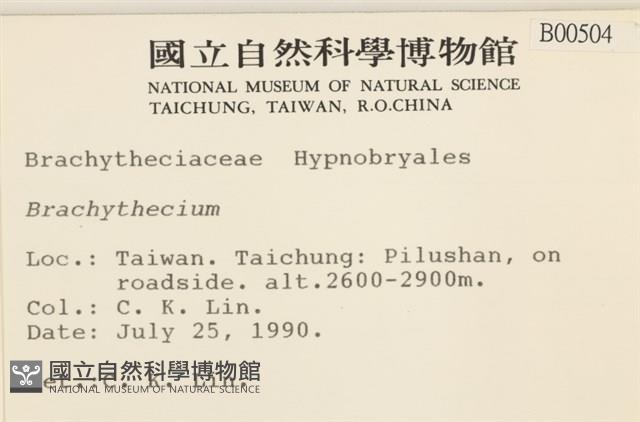 B00504
國立自然科學博物館
NATIONAL MUSEUM OF NATURAL SCIENCE
TAICHUNG, TAIWAN, R.O.CHINA
Brachytheciaceae Hypnobryales
Brachythecium
Loc.: Taiwan. Taichung: Pilushan, on
roadside. alt.2600-2900m.
Col.: C. K. Lin.
Date: July 25, 1990.
國立自然科學博物館
NATIONAL MUSEUM OF NATURAL SCIENCE
C. K. Lin.